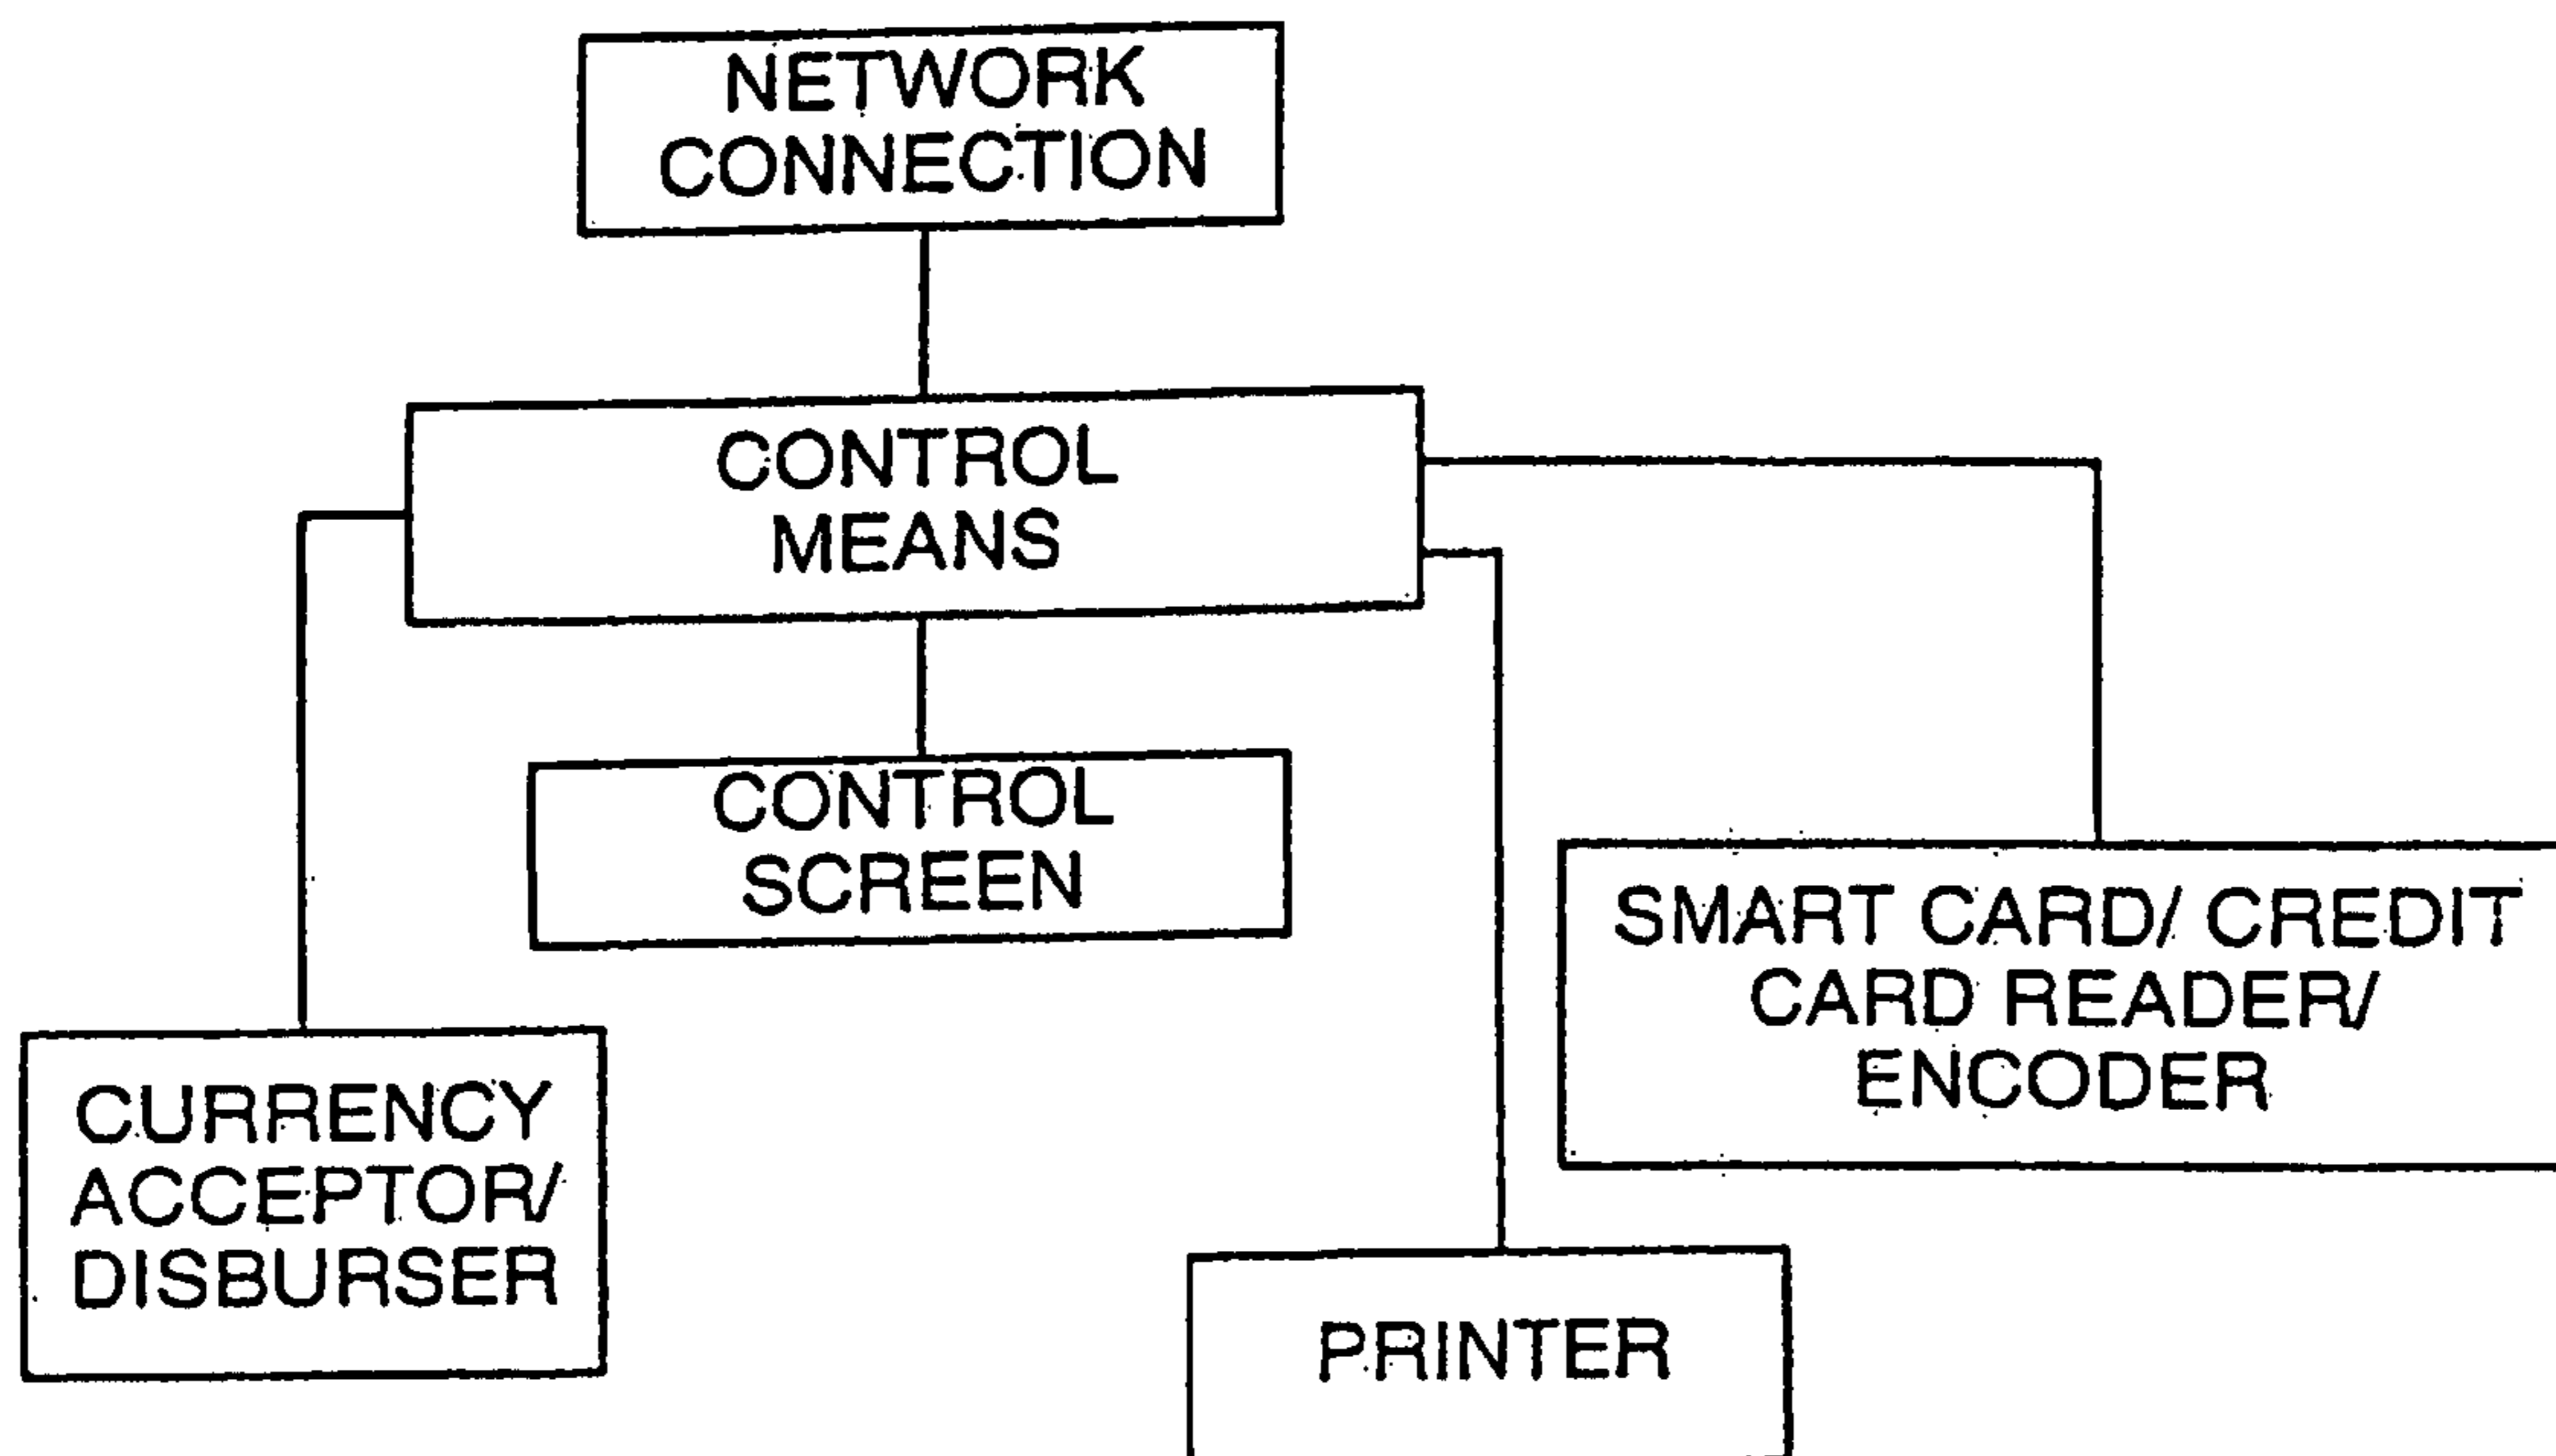 NETWORK
CONNECTION
CONTROL
MEANS
CONTROL
SCREEN
SMART CARD/ CREDIT
CARD READER/
ENCODER
CURRENCY
ACCEPTOR/
DISBURSER
PRINTER